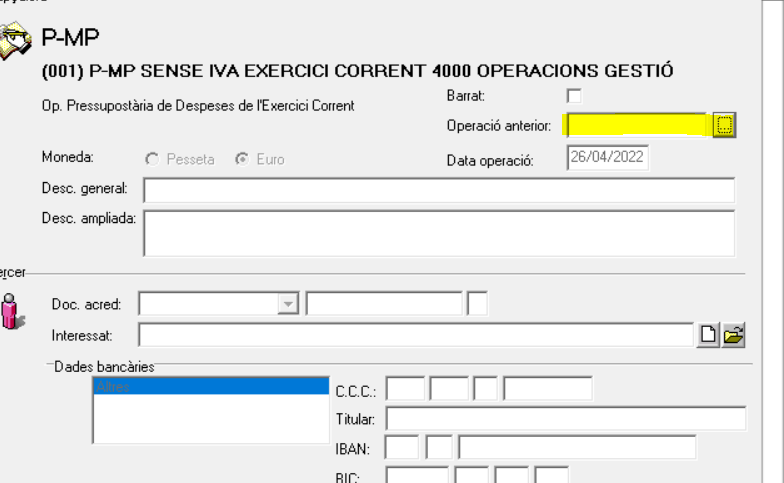 P-MP
(001) P-MP SENSE IVA EXERCICI CORRENT 4000 OPERACIONS GESTIÓ
Op. Pressupostària de Despeses de l'Exercici Corrent
Barrat:
Operació anterior:
Moneda:
Pesseta
Euro
Data operació:
26/04/2022
Desc. general:
Desc. ampliada:
Doc. acred:
Interessat:
Dades bancàries
Altres
C.C.C.:
Titular:
IBAN:
BIC: